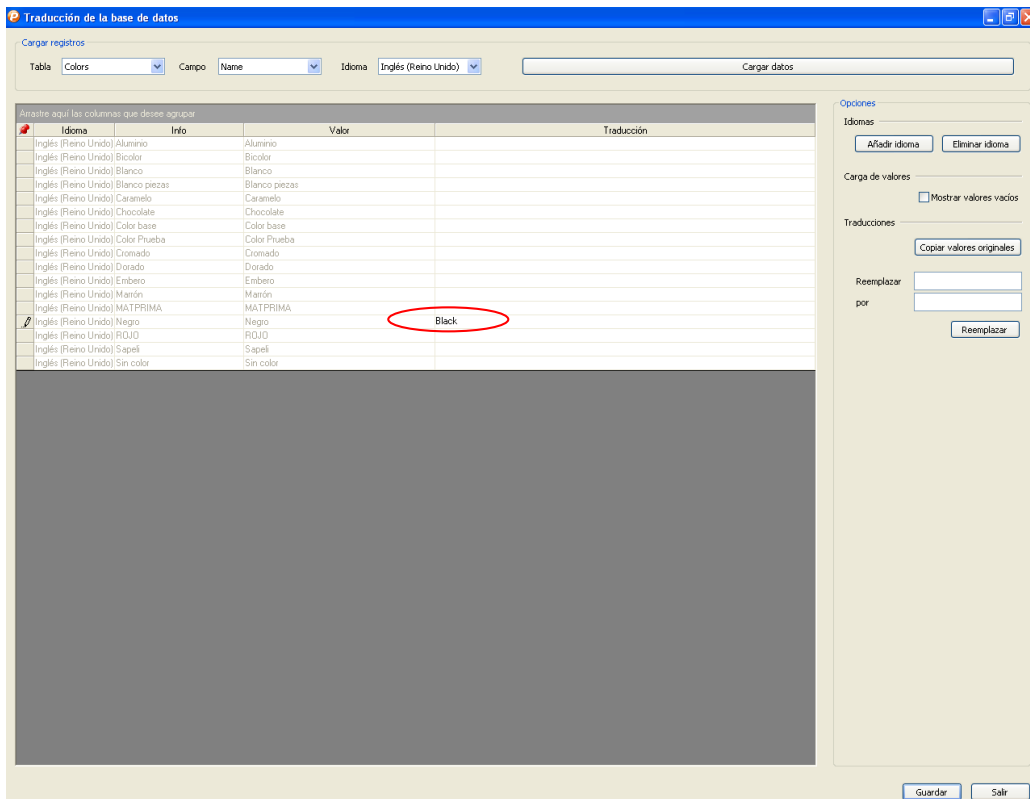 Traducción de la base de datos
Cargar registros
Tabla Colors Campo Name Idioma Inglés (Reino Unido) Cargar datos
Arrastre aquí las columnas que desee agrupar
Idioma Info Valor Traducción
Inglés (Reino Unido) Aluminio Aluminio
Inglés (Reino Unido) Bicolor Bicolor
Inglés (Reino Unido) Blanco Blanco
Inglés (Reino Unido) Blanco piezas Blanco piezas
Inglés (Reino Unido) Caramelo Caramelo
Inglés (Reino Unido) Chocolate Chocolate
Inglés (Reino Unido) Color base Color base
Inglés (Reino Unido) Color Prueba Color Prueba
Inglés (Reino Unido) Cromado Cromado
Inglés (Reino Unido) Dorado Dorado
Inglés (Reino Unido) Embero Embero
Inglés (Reino Unido) Marrón Marrón
Inglés (Reino Unido) MATPRIMA MATPRIMA
Inglés (Reino Unido) Negro Negro Black
Inglés (Reino Unido) ROJO ROJO
Inglés (Reino Unido) Sapeli Sapeli
Inglés (Reino Unido) Sin color Sin color
Opciones
Idiomas
Añadir idioma Eliminar idioma
Carga de valores
Mostrar valores vacíos
Traducciones
Copiar valores originales
Reemplazar
por
Reemplazar
Guardar Salir